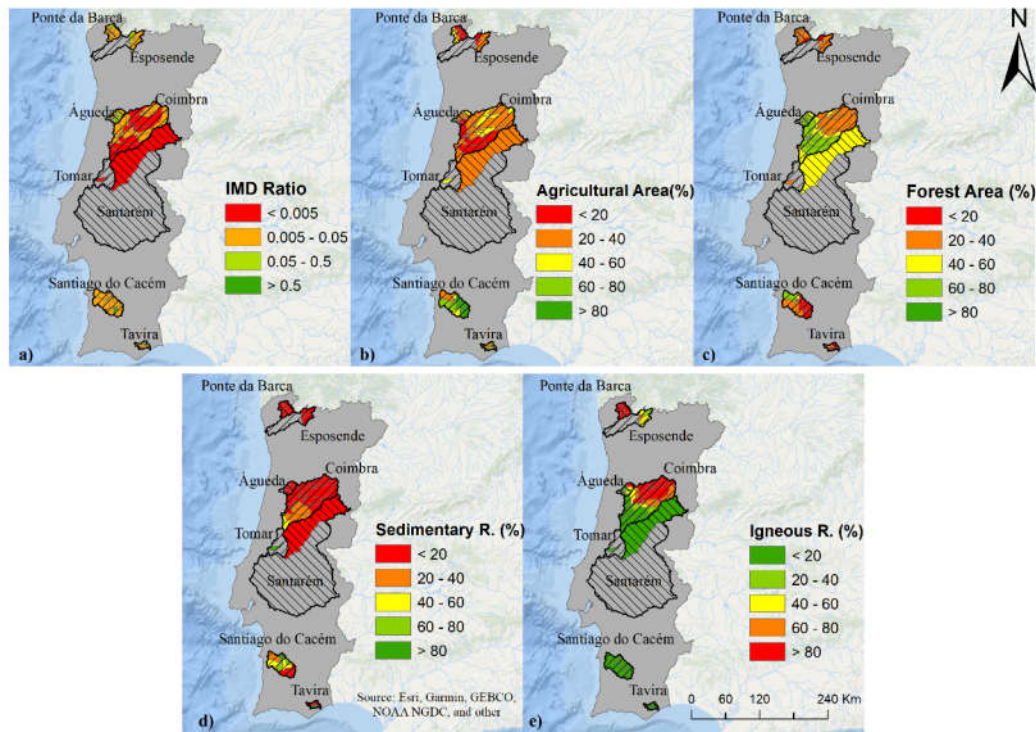 Ponte da Barca
Esposende
Águeda
Coimbra
Tomar
Santarém
Santiago do Cacém
Tavira
a)
IMD Ratio
< 0.005
0.005 - 0.05
0.05 - 0.5
> 0.5
Ponte da Barca
Esposende
Águeda
Coimbra
Tomar
Santarém
Santiago do Cacém
Tavira
b)
Agricultural Area(%)
< 20
20 - 40
40 - 60
60 - 80
> 80
N
Ponte da Barca
Esposende
Águeda
Coimbra
Tomar
Santarém
Santiago do Cacém
Tavira
c)
Forest Area (%)
< 20
20 - 40
40 - 60
60 - 80
> 80
Ponte da Barca
Esposende
Águeda
Coimbra
Tomar
Santarém
Santiago do Cacém
Tavira
d)
Sedimentary R. (%)
< 20
20 - 40
40 - 60
60 - 80
> 80
Source: Esri, Garmin, GEBCO,
NOAA NGDC, and other
Ponte da Barca
Esposende
Águeda
Coimbra
Tomar
Santarém
Santiago do Cacém
Tavira
e)
Igneous R. (%)
< 20
20 - 40
40 - 60
60 - 80
> 80
0 60 120 240 Km